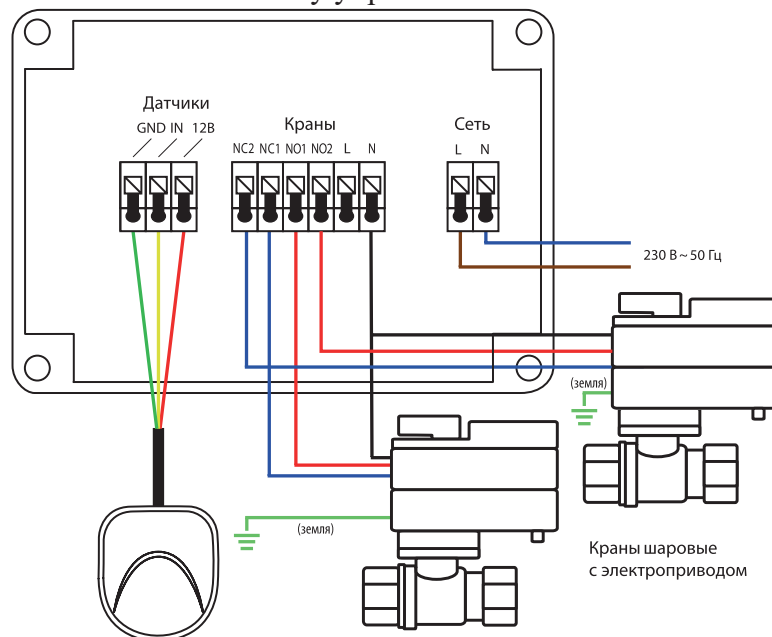 Датчики
GND IN 12В
Краны
NC2 NC1 NO1 NO2 L N
Сеть
L N
230 В ~ 50 Гц
(земля)
(земля)
Краны шаровые
с электроприводом